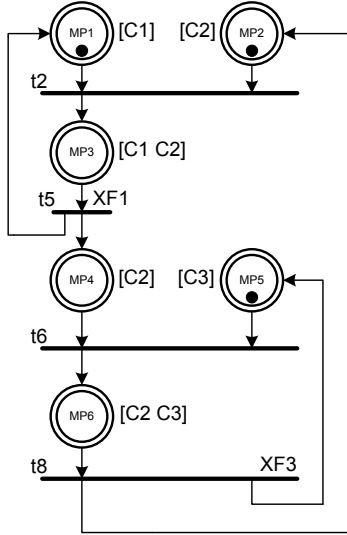 MP1 [C1] [C2] MP2
t2
MP3 [C1 C2]
t5 XF1
MP4 [C2] [C3] MP5
t6
MP6 [C2 C3]
t8 XF3